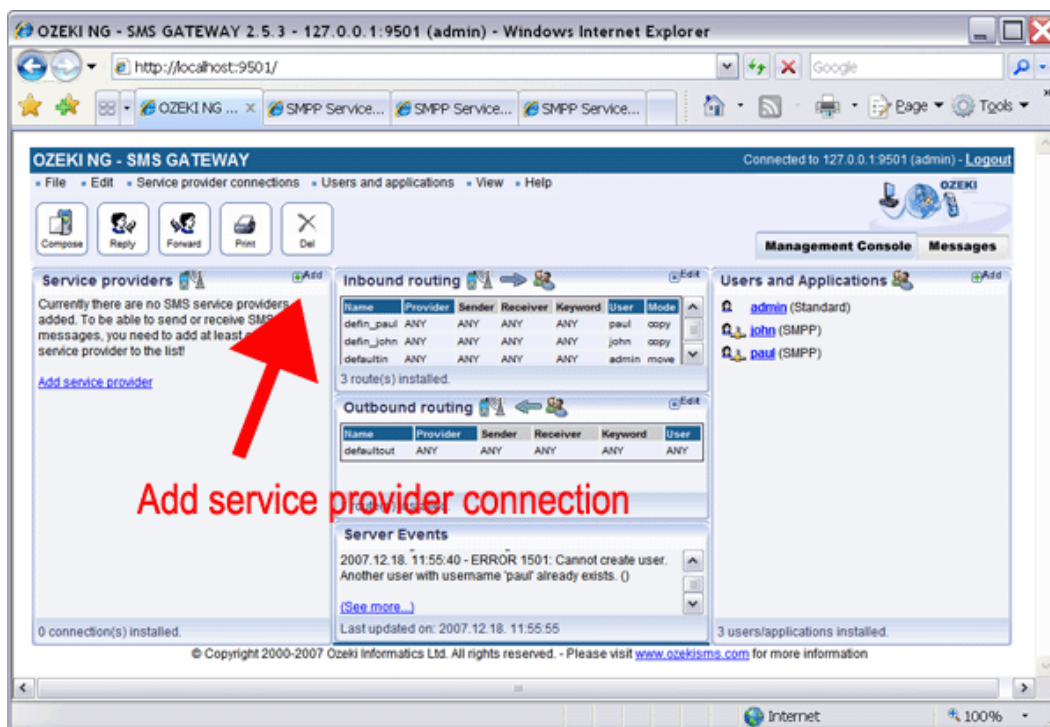 OZEKI NG - SMS GATEWAY 2.5.3 - 127.0.0.1:9501 (admin) - Windows Internet Explorer
http://localhost:9501/
Google
OZEKI NG ... SMPP Service... SMPP Service... SMPP Service... Page Tools
OZEKI NG - SMS GATEWAY Connected to 127.0.0.1:9501 (admin) - Logout
File Edit Service provider connections Users and applications View Help
OZEKI
Compose Reply Forward Print Del
Management Console Messages
Service providers Add
Currently there are no SMS service providers
added. To be able to send or receive SMS
messages, you need to add at least
service provider to the list!
Add service provider
0 connection(s) installed.
Inbound routing Edit
Name Provider Sender Receiver Keyword User Mode
defin_paul ANY ANY ANY ANY paul copy
defin_john ANY ANY ANY ANY john copy
defaultin ANY ANY ANY ANY admin move
3 route(s) installed.
Outbound routing Edit
Name Provider Sender Receiver Keyword User
defaultout ANY ANY ANY ANY ANY
Add service provider connection
Server Events
2007.12.18. 11:55:40 - ERROR 1501: Cannot create user.
Another user with username 'paul' already exists. ()
(See more...)
Last updated on: 2007.12.18. 11:55:55
Users and Applications Add
admin (Standard)
john (SMPP)
paul (SMPP)
3 users/applications installed.
© Copyright 2000-2007 Ozeki Informatics Ltd. All rights reserved. - Please visit www.ozekisms.com for more information
Internet 100%